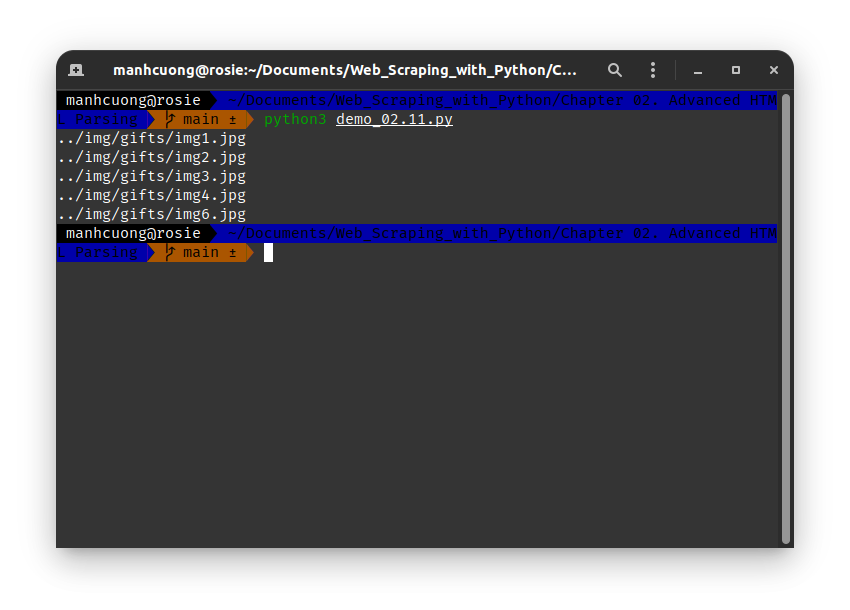 manhcuong@rosie:~/Documents/Web_Scraping_with_Python/C...
manhcuong@rosie ~/Documents/Web_Scraping_with_Python/Chapter 02. Advanced HTM
L Parsing main ± python3 demo_02.11.py
../img/gifts/img1.jpg
../img/gifts/img2.jpg
../img/gifts/img3.jpg
../img/gifts/img4.jpg
../img/gifts/img6.jpg
manhcuong@rosie ~/Documents/Web_Scraping_with_Python/Chapter 02. Advanced HTM
L Parsing main ±